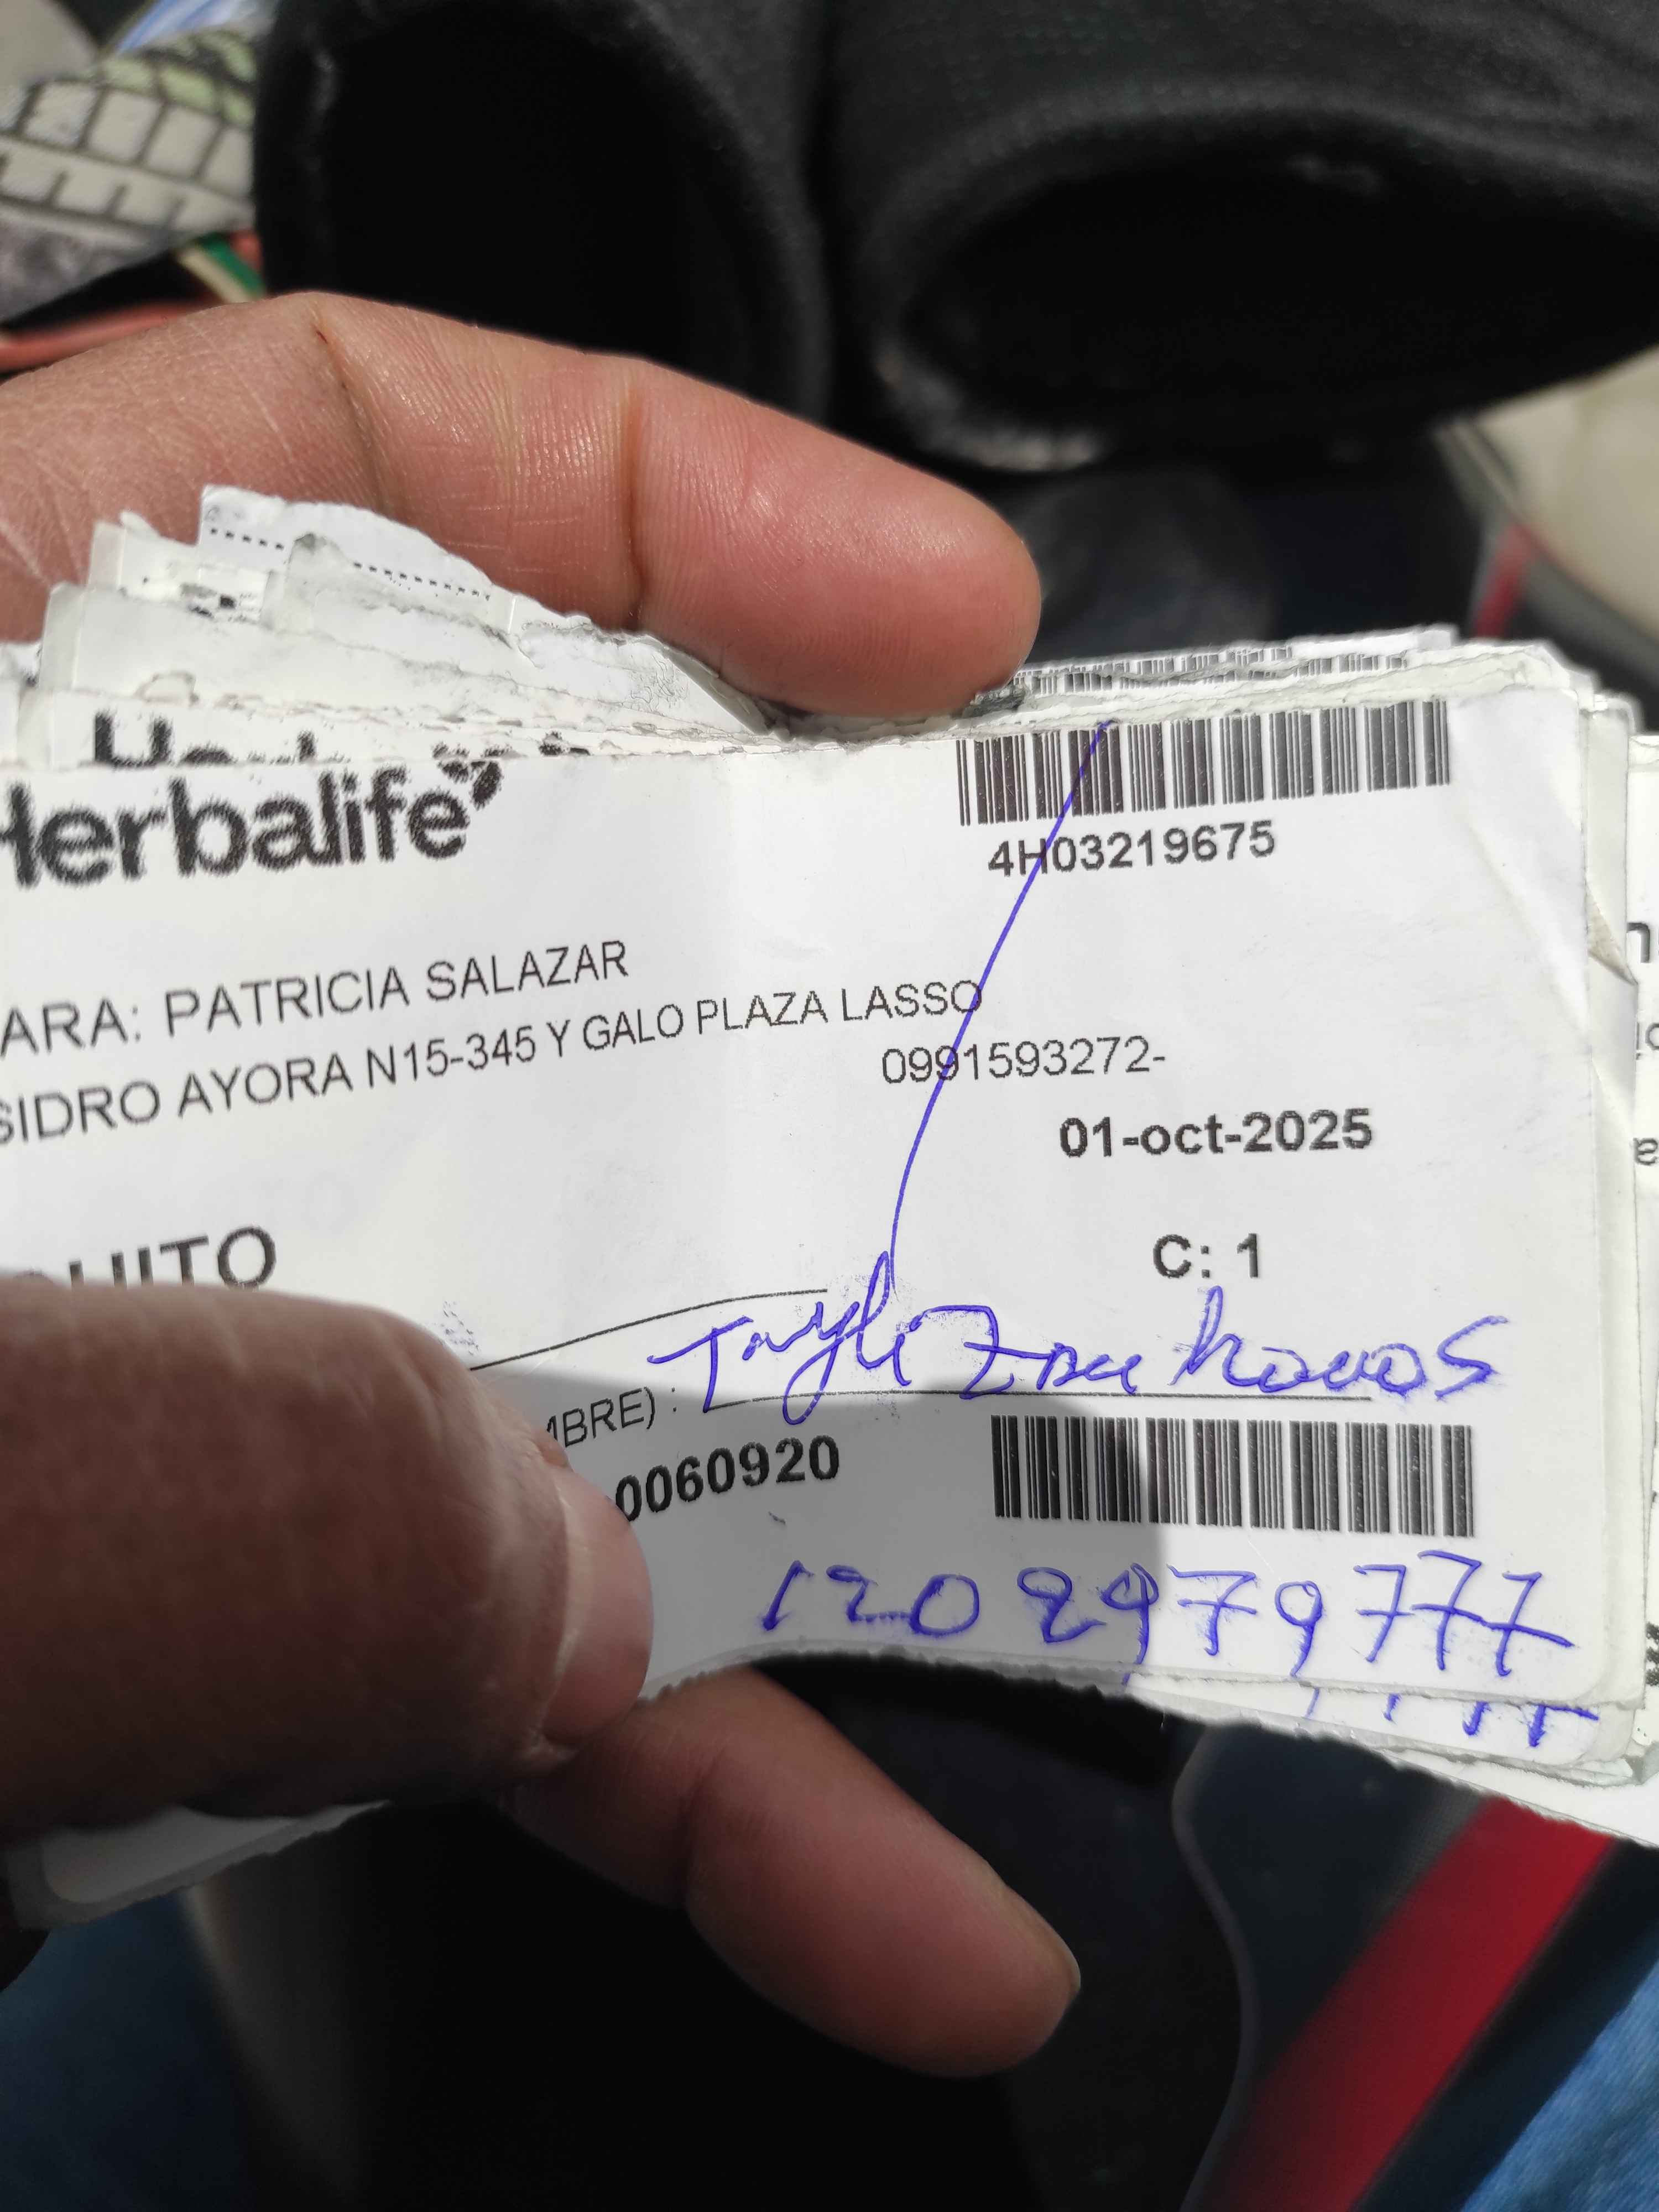 Herbalife
4H03219675
ARA: PATRICIA SALAZAR
SIDRO AYORA N15-345 Y GALO PLAZA LASSO
0991593272-
01-oct-2025
UITO
C: 1
MBRE) :
0060920
1202979777